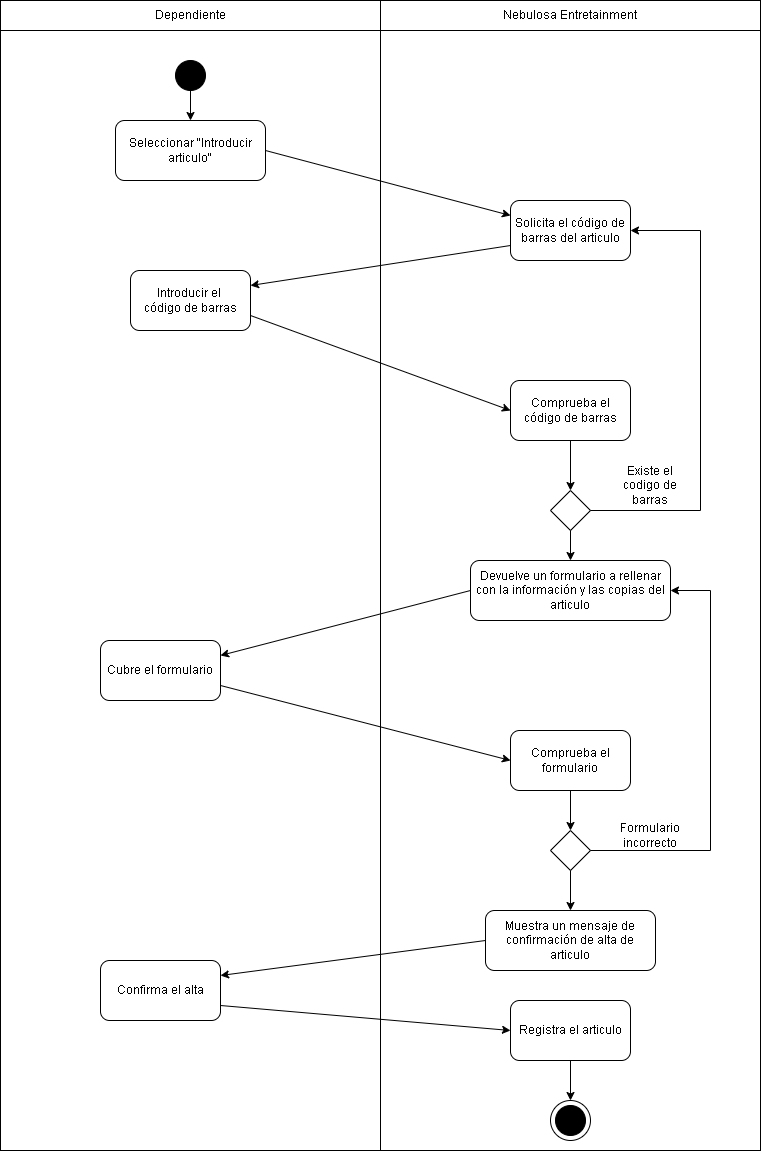 Dependiente
Nebulosa Entretainment
Seleccionar "Introducir
articulo"
Solicita el código de
barras del articulo
Introducir el
código de barras
Comprueba el
código de barras
Existe el
codigo de
barras
Devuelve un formulario a rellenar
con la información y las copias del
articulo
Cubre el formulario
Comprueba el
formulario
Formulario
incorrecto
Muestra un mensaje de
confirmación de alta de
articulo
Confirma el alta
Registra el articulo